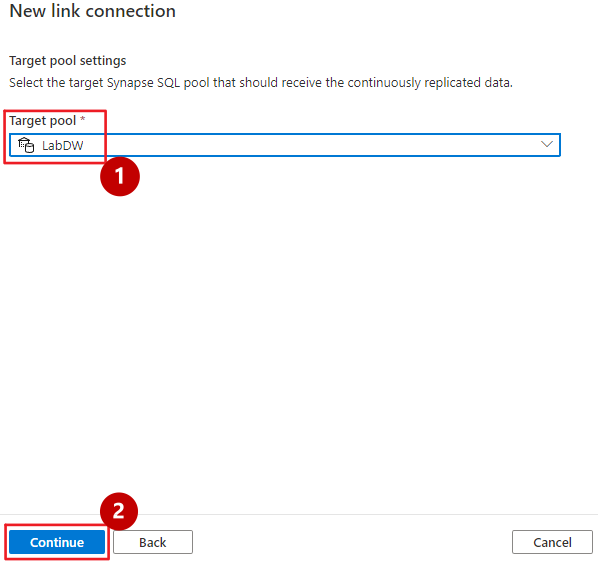 New link connection
Target pool settings
Select the target Synapse SQL pool that should receive the continuously replicated data.
Target pool *
LabDW
1
2
Continue
Back
Cancel